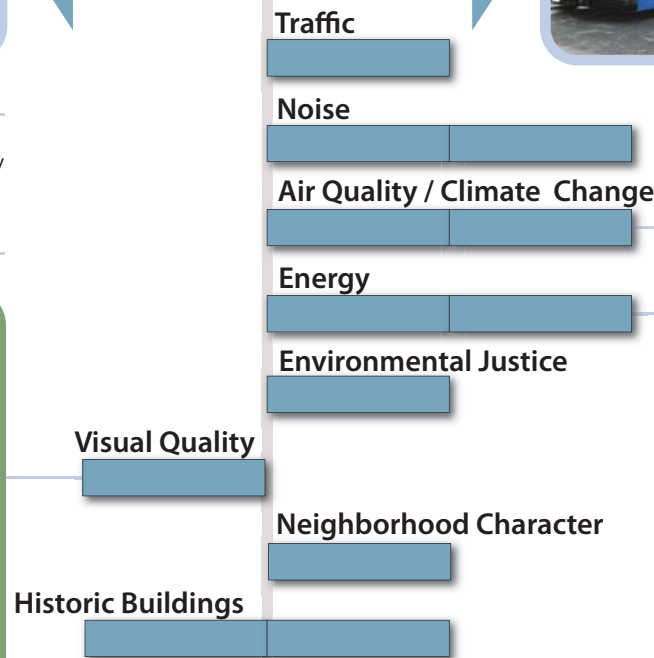 Traffic
Noise
Air Quality / Climate Change
Energy
Environmental Justice
Visual Quality
Neighborhood Character
Historic Buildings